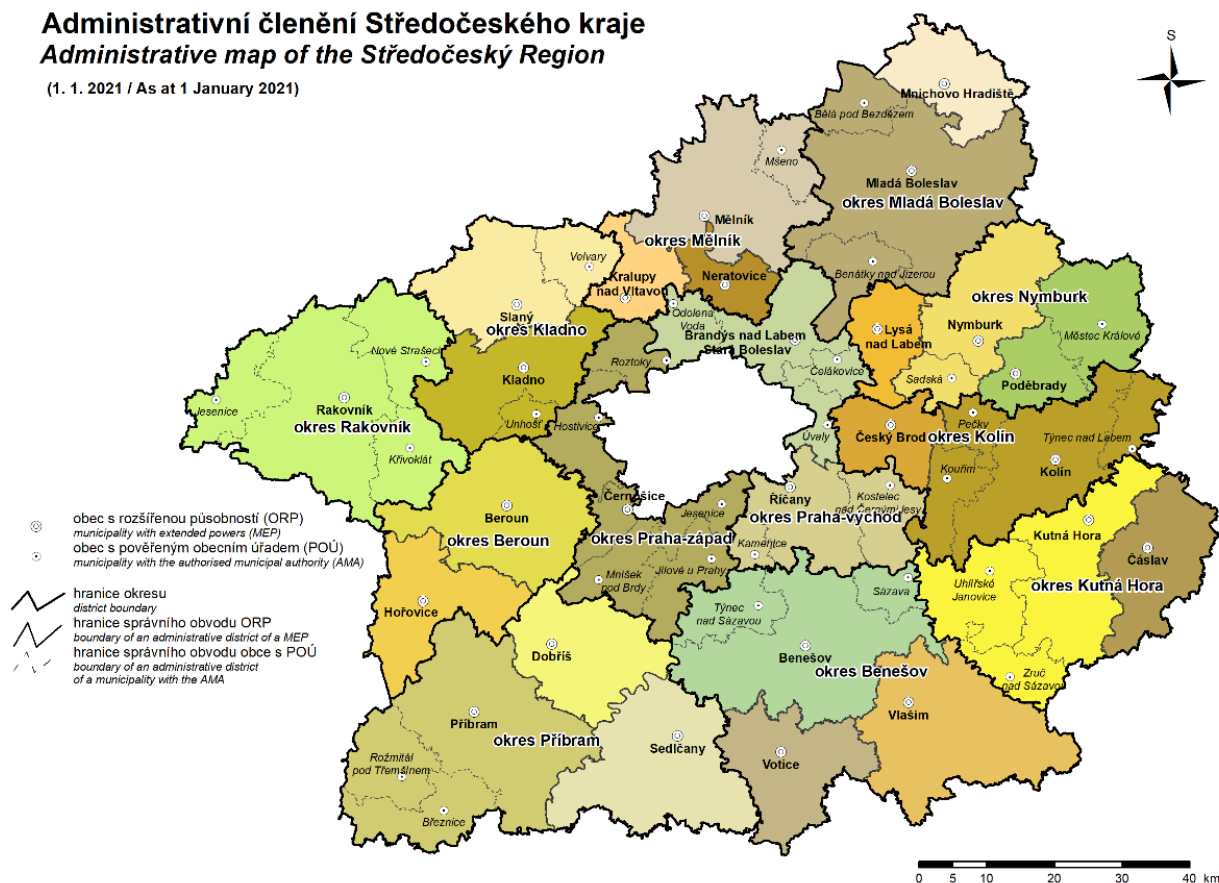 Administrativní členění Středočeského kraje
Administrative map of the Středočeský Region
(1. 1. 2021 / As at 1 January 2021)
S
Mnichovo Hradiště
Bělá pod Bezdězem
Mšeno
Mladá Boleslav
okres Mladá Boleslav
Mělník
okres Mělník
Benátky nad Jizerou
Volvary
Kralupy
nad Vltavou
Neratovice
okres Nymburk
Slaný
okres Kladno
Odolena
Voda
Brandýs nad Labem
Stará Boleslav
Lysá
nad Labem
Nymburk
Městec Králové
Nové Strašecí
Roztoky
Čelákovice
Sadská
Poděbrady
Kladno
Jesenice
Rakovník
okres Rakovník
Unhošť
Hostivice
Úvaly
Český Brod
Pečky
okres Kolín
Týnec nad Labem
Křivoklát
Kouřim
Kolín
Černošice
Říčany
Kostelec
nad Černými lesy
okres Praha-východ
Beroun
okres Beroun
Jesenice
okres Praha-západ
Kamenice
Kutná Hora
Čáslav
Mníšek
pod Brdy
Jílové u Prahy
Uhlířské
Janovice
okres Kutná Hora
Hořovice
Týnec
nad Sázavou
Sázava
Dobříš
Benešov
okres Benešov
Zruč
nad Sázavou
Příbram
okres Příbram
Sedlčany
Vlašim
Votice
Rožmitál
pod Třemšínem
Březnice
obec s rozšířenou působností (ORP)
municipality with extended powers (MEP)
obec s pověřeným obecním úřadem (POÚ)
municipality with the authorised municipal authority (AMA)
hranice okresu
district boundary
hranice správního obvodu ORP
boundary of an administrative district of a MEP
hranice správního obvodu obce s POÚ
boundary of an administrative district
of a municipality with the AMA
0 5 10 20 30 40 km